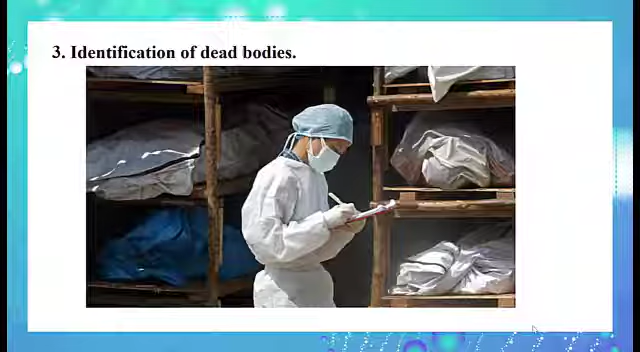 3. Identification of dead bodies.